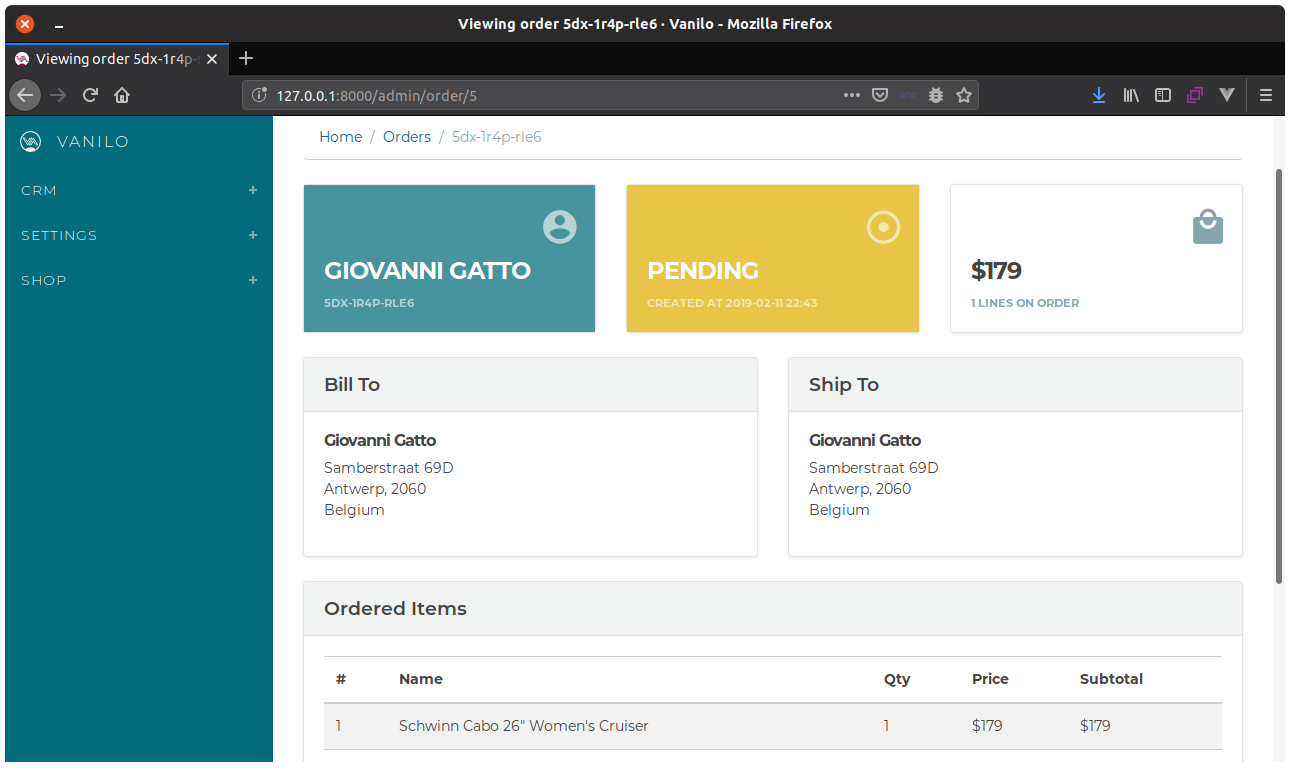 Viewing order 5dx-1r4p-rle6 · Vanilo - Mozilla Firefox
Viewing order 5dx-1r4p-
127.0.0.1:8000/admin/order/5
VANILO
CRM +
SETTINGS +
SHOP +
Home / Orders / 5dx-1r4p-rle6
GIOVANNI GATTO
5DX-1R4P-RLE6
PENDING
CREATED AT 2019-02-11 22:43
$179
1 LINES ON ORDER
Bill To
Giovanni Gatto
Samberstraat 69D
Antwerp, 2060
Belgium
Ship To
Giovanni Gatto
Samberstraat 69D
Antwerp, 2060
Belgium
Ordered Items
# Name Qty Price Subtotal
1 Schwinn Cabo 26" Women's Cruiser 1 $179 $179